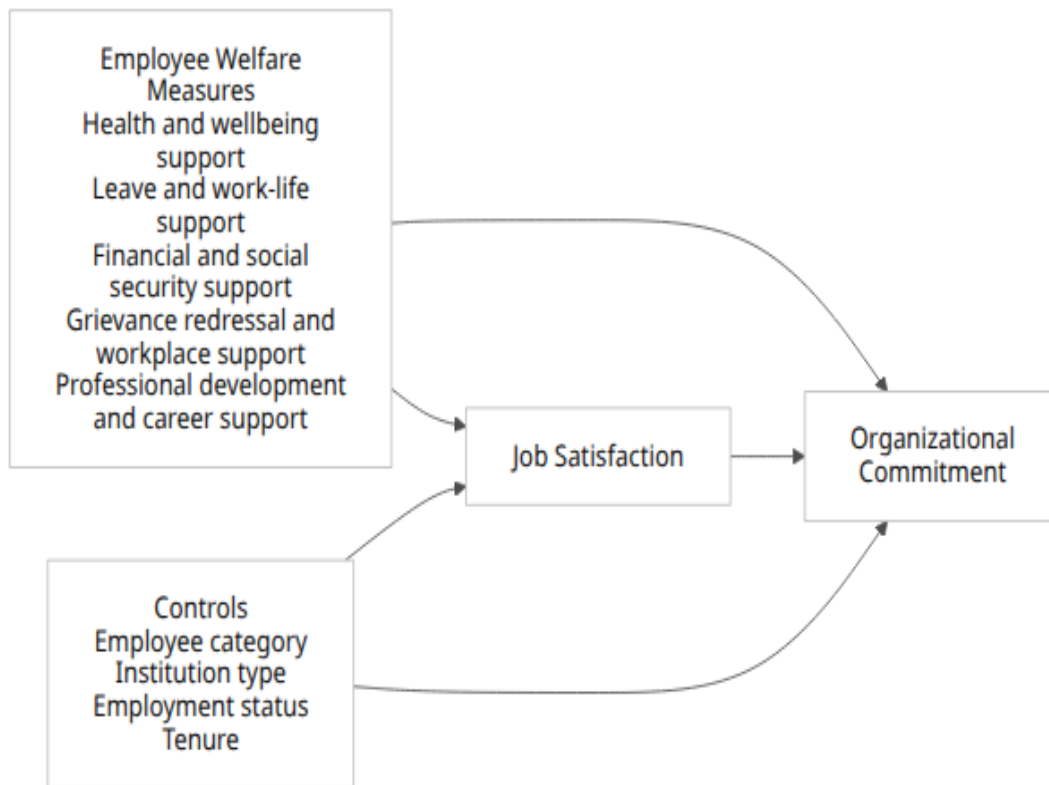 Employee Welfare
Measures
Health and wellbeing
support
Leave and work-life
support
Financial and social
security support
Grievance redressal and
workplace support
Professional development
and career support
Job Satisfaction
Organizational
Commitment
Controls
Employee category
Institution type
Employment status
Tenure